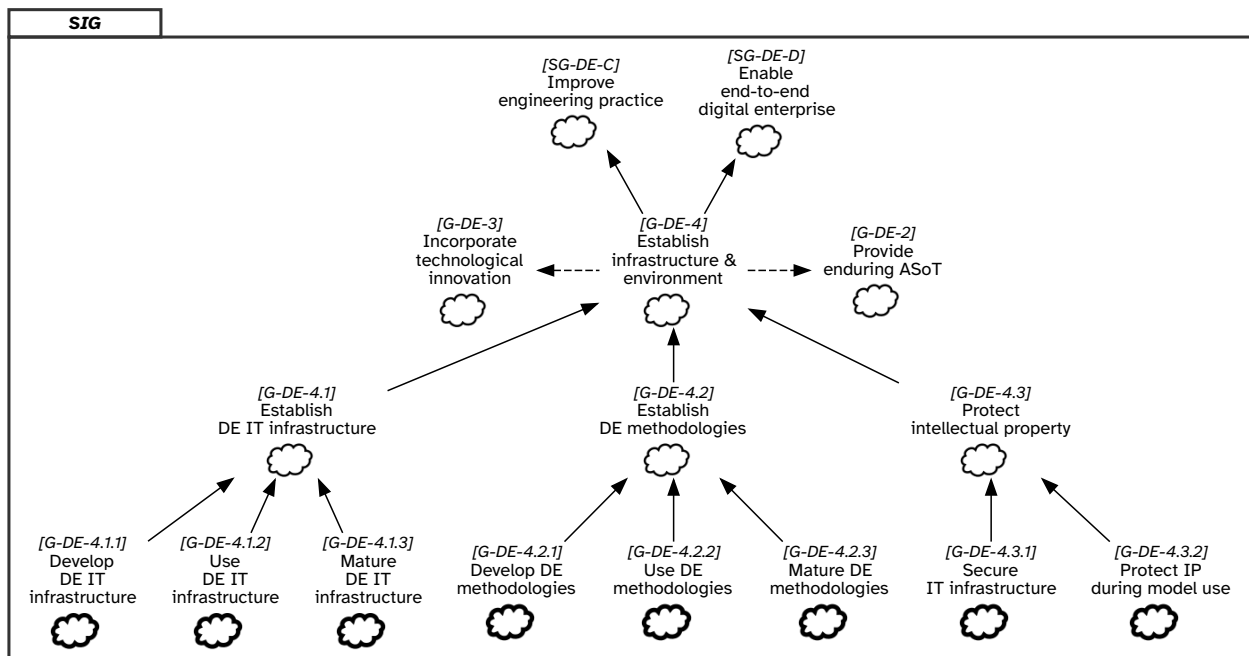 SIG
[SG-DE-C]
Improve
engineering practice
[SG-DE-D]
Enable
end-to-end
digital enterprise
[G-DE-3]
Incorporate
technological
innovation
[G-DE-4]
Establish
infrastructure &
environment
[G-DE-2]
Provide
enduring ASoT
[G-DE-4.1]
Establish
DE IT infrastructure
[G-DE-4.2]
Establish
DE methodologies
[G-DE-4.3]
Protect
intellectual property
[G-DE-4.1.1]
Develop
DE IT
infrastructure
[G-DE-4.1.2]
Use
DE IT
infrastructure
[G-DE-4.1.3]
Mature
DE IT
infrastructure
[G-DE-4.2.1]
Develop DE
methodologies
[G-DE-4.2.2]
Use DE
methodologies
[G-DE-4.2.3]
Mature DE
methodologies
[G-DE-4.3.1]
Secure
IT infrastructure
[G-DE-4.3.2]
Protect IP
during model use